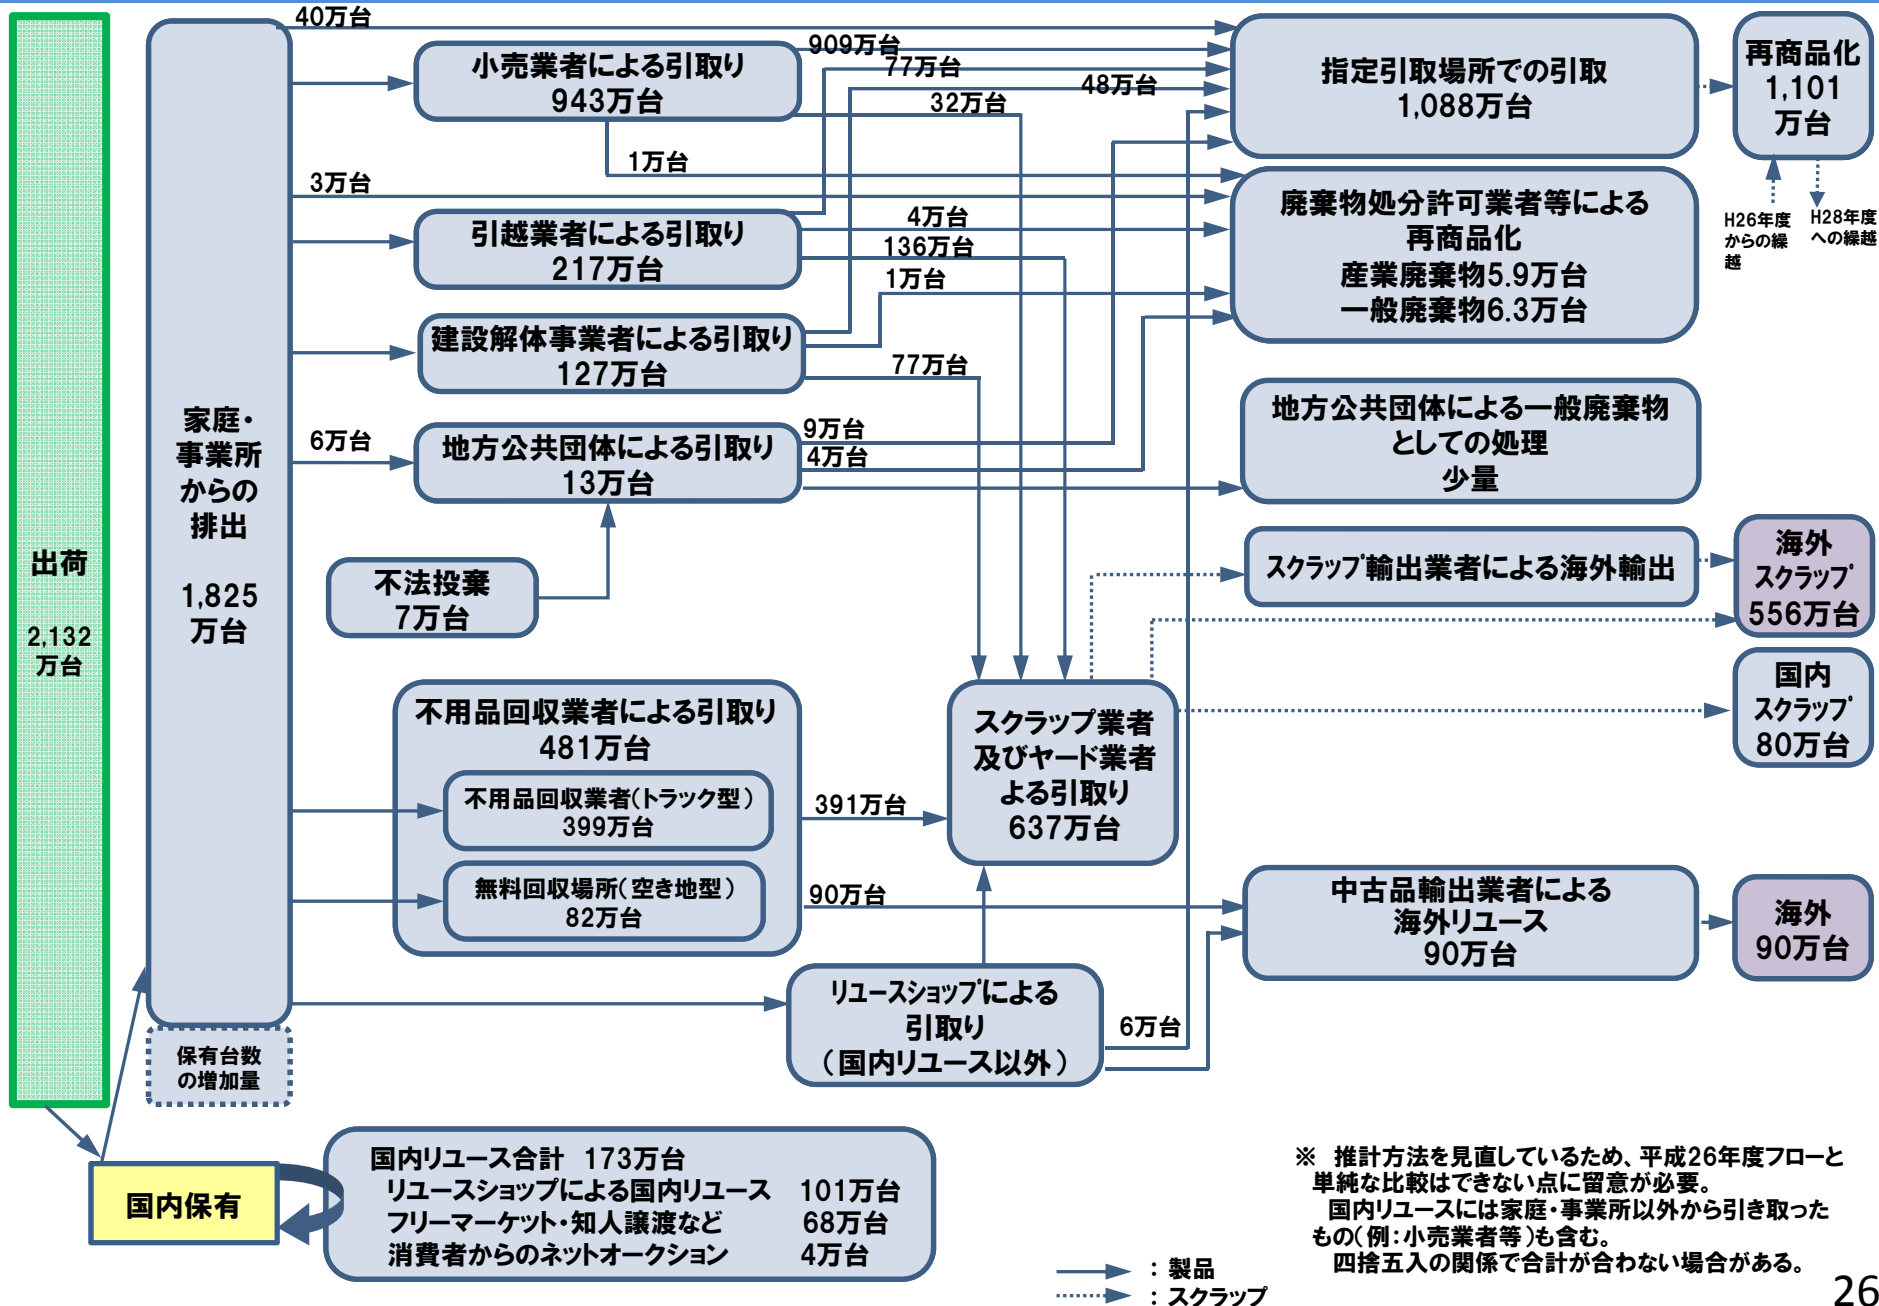 出荷
2,132
万台
家庭・
事業所
からの
排出
1,825
万台
保有台数
の増加量
40万台
小売業者による引取り
943万台
909万台
77万台
48万台
32万台
1万台
3万台
引越業者による引取り
217万台
4万台
136万台
1万台
建設解体事業者による引取り
127万台
77万台
6万台
地方公共団体による引取り
13万台
9万台
4万台
不法投棄
7万台
不用品回収業者による引取り
481万台
不用品回収業者(トラック型)
399万台
無料回収場所(空き地型)
82万台
391万台
90万台
スクラップ業者
及びヤード業者
よる引取り
637万台
リユースショップによる
引取り
(国内リユース以外)
6万台
指定引取場所での引取
1,088万台
再商品化
1,101
万台
H26年度
からの繰
越
H28年度
への繰越
廃棄物処分許可業者等による
再商品化
産業廃棄物5.9万台
一般廃棄物6.3万台
地方公共団体による一般廃棄物
としての処理
少量
スクラップ輸出業者による海外輸出
海外
スクラップ
556万台
国内
スクラップ
80万台
中古品輸出業者による
海外リユース
90万台
海外
90万台
国内保有
国内リユース合計 173万台
リユースショップによる国内リユース 101万台
フリーマーケット・知人譲渡など 68万台
消費者からのネットオークション 4万台
:製品
:スクラップ
※ 推計方法を見直しているため、平成26年度フローと
単純な比較はできない点に留意が必要。
国内リユースには家庭・事業所以外から引き取った
もの(例:小売業者等)も含む。
四捨五入の関係で合計が合わない場合がある。
26